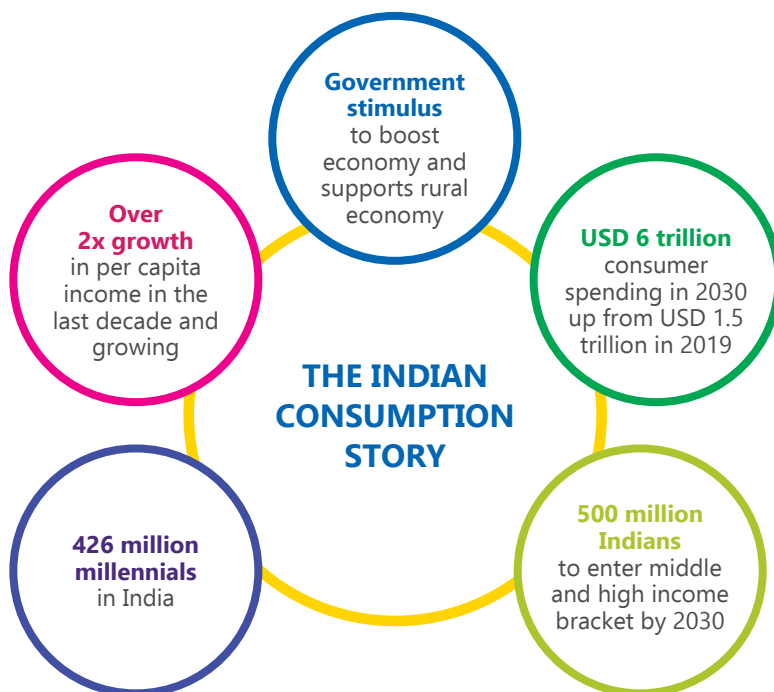 Government
stimulus
to boost
economy and
supports rural
economy
Over
2x growth
in per capita
income in the
last decade and
growing
USD 6 trillion
consumer
spending in 2030
up from USD 1.5
trillion in 2019
THE INDIAN
CONSUMPTION
STORY
426 million
millennials
in India
500 million
Indians
to enter middle
and high income
bracket by 2030